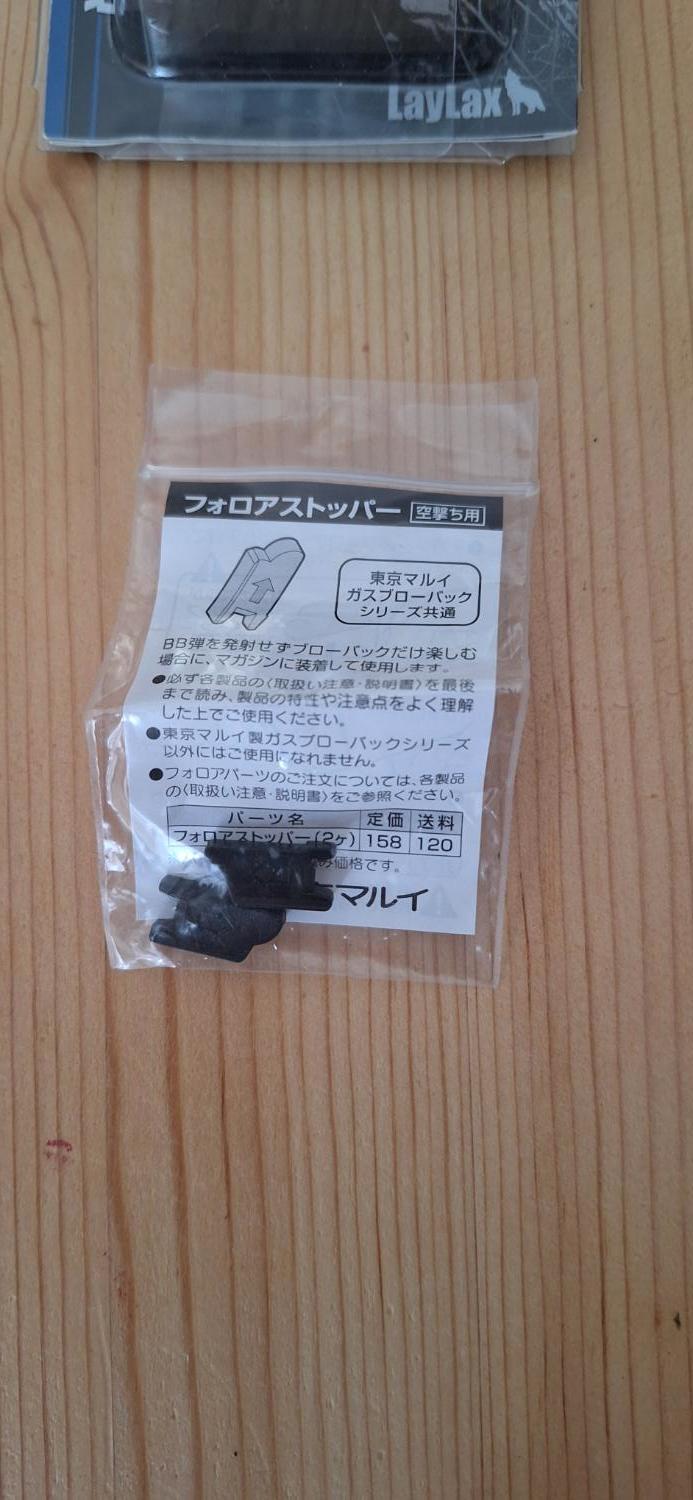 LayLax
フォロアストッパー 空撃ち用
東京マルイ
ガスブローバック
シリーズ共通
BB弾を発射せずブローバックだけ楽しむ
場合に、マガジンに装着して使用します。
●必ず各製品の〈取扱い注意・説明書〉を最後
まで読み、製品の特性や注意点をよく理解
した上でご使用ください。
●東京マルイ製ガスブローバックシリーズ
以外にはご使用になれません。
●フォロアパーツのご注文については、各製品
の〈取扱い注意・説明書〉をご参照ください。
パーツ名 定価 送料
フォロアストッパー(2ヶ) 158 120
み価格です。
マルイ